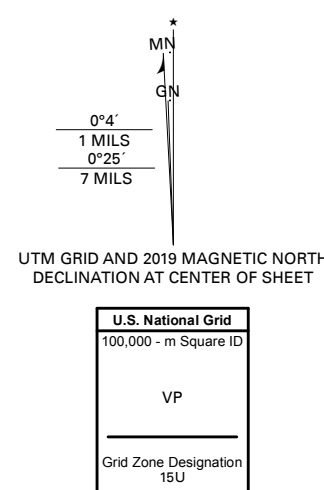 ★
MN
GN
0°4´
1 MILS
0°25´
7 MILS
UTM GRID AND 2019 MAGNETIC NORTH
DECLINATION AT CENTER OF SHEET
U.S. National Grid
100,000 - m Square ID
VP
Grid Zone Designation
15U